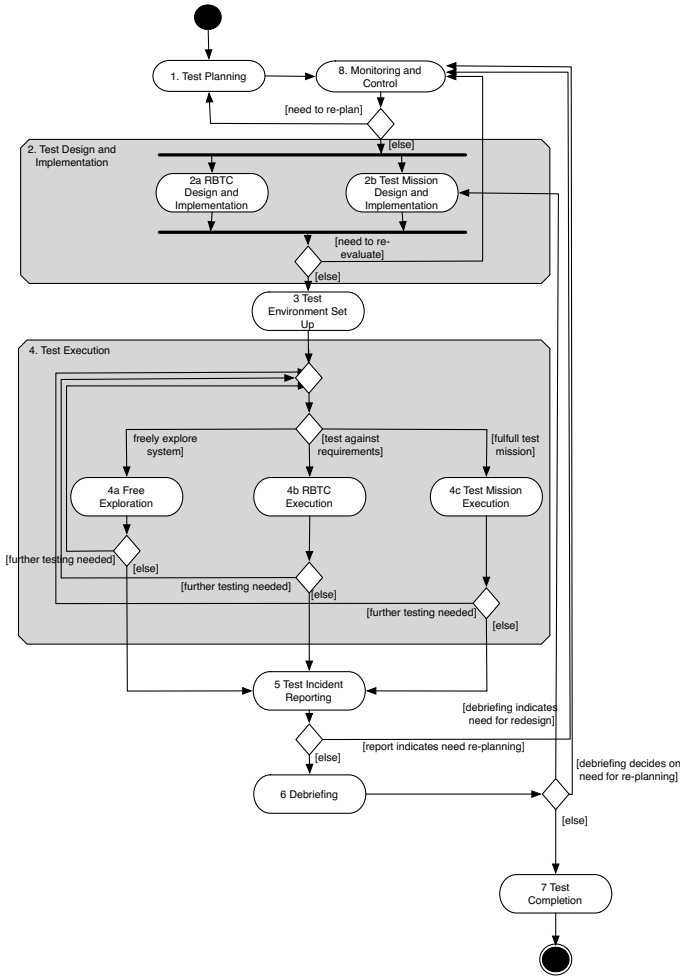 1. Test Planning
8. Monitoring and
Control
[need to re-plan]
[else]
2. Test Design and
Implementation
2a RBTC
Design and
Implementation
2b Test Mission
Design and
Implementation
[need to re-
evaluate]
[else]
3 Test
Environment Set
Up
4. Test Execution
freely explore
system]
[test against
requirements]
[fulfull test
mission]
4a Free
Exploration
4b RBTC
Execution
4c Test Mission
Execution
[further testing needed]
[else]
[further testing needed]
[else]
[further testing needed]
[else]
5 Test Incident
Reporting
[debriefing indicates
need for redesign]
[report indicates need re-planning]
[else]
[debriefing decides on
need for re-planning]
6 Debriefing
[else]
7 Test
Completion